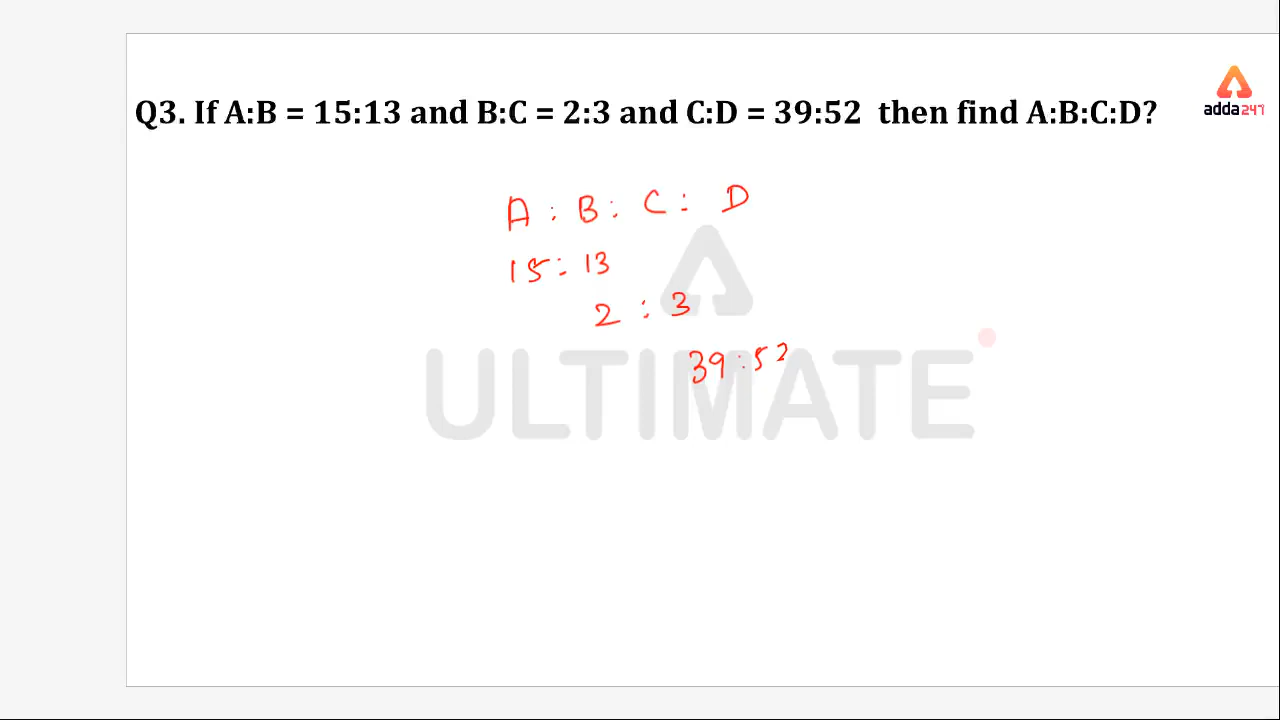 Q3. If A:B = 15:13 and B:C = 2:3 and C:D = 39:52 then find A:B:C:D?
adda247
A : B : C : D
15 : 13
2 : 3
39 : 52
ULTIMATE